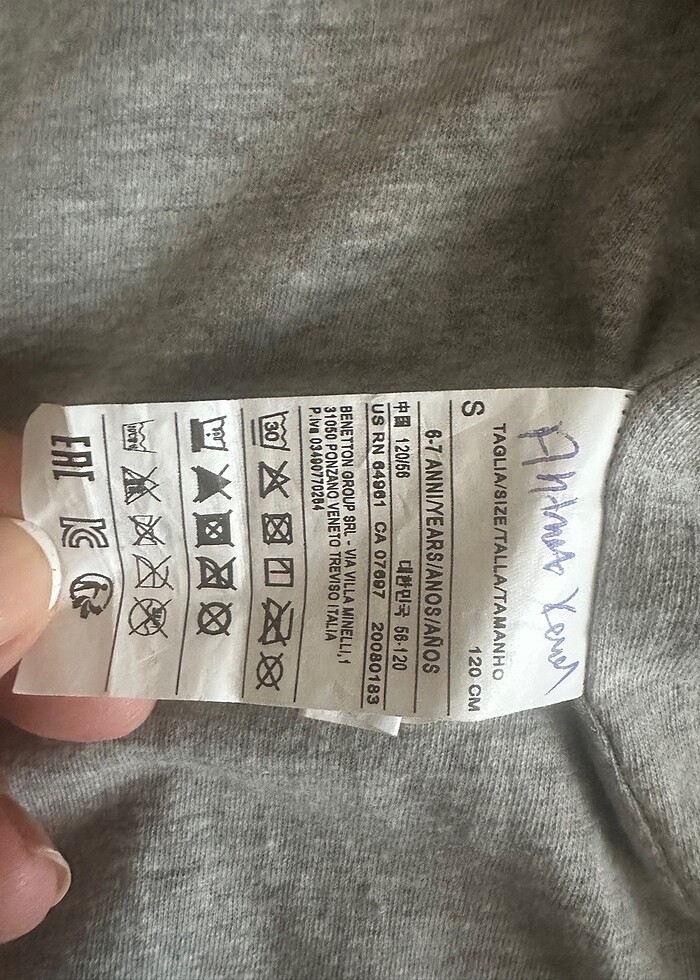 TAGLIA/SIZE/TALLA/TAMANHO
S 120 CM
6-7 ANNI/YEARS/ANOS/AÑOS
中国 120/56 대한민국 56-120
US RN 64961 CA 07697 20080183
BENETTON GROUP SRL - VIA VILLA MINELLI,1
31050 PONZANO VENETO TREVISO ITALIA
P.Iva 03490770264
30
EAC